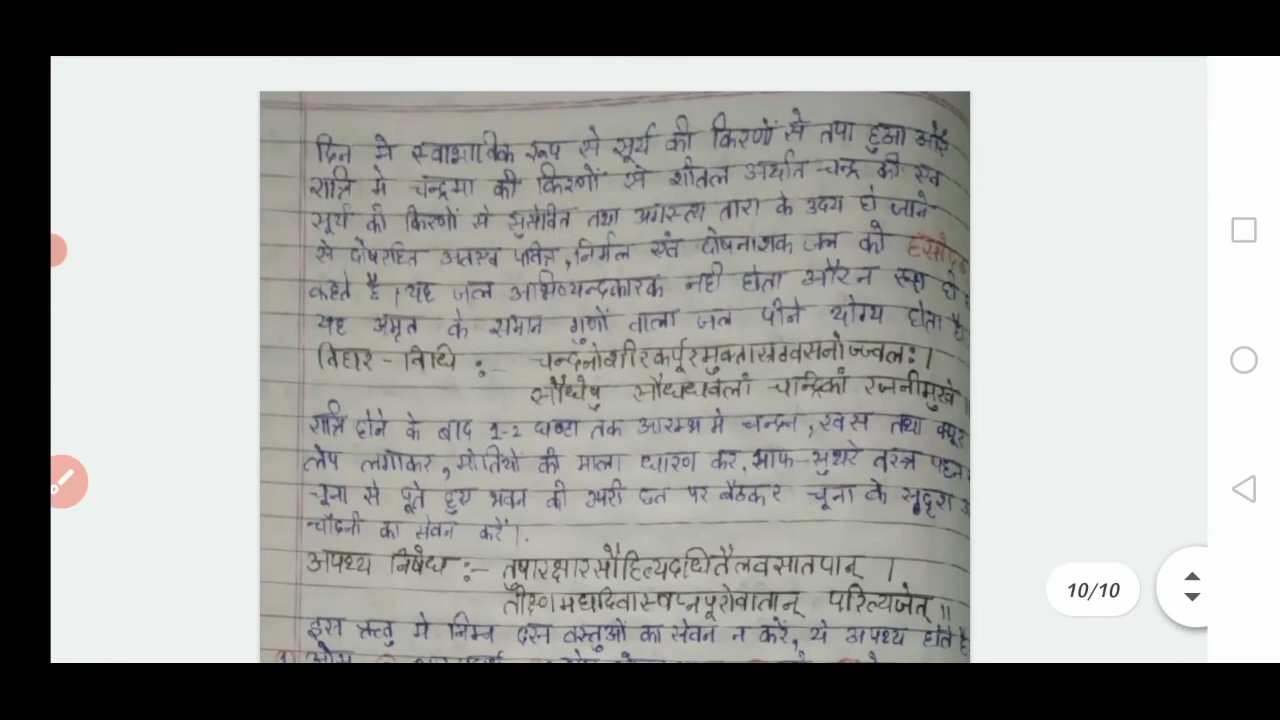 दिन मे स्वाभाविक रूप से सूर्य की किरणों से तपा हुआ और
रात्रि मे चन्द्रमा की किरणों से शीतल अर्थात चन्द्र की एवं
सूर्य की किरणों से सुसेवित तथा अगस्त्य तारा के उदय हो जाने
से दोषरहित अतएव पवित्र, निर्मल एवं दोषनाशक जल को
कहते है । यह जल अभिष्यन्दकारक नही होता और न रूक्ष हो
यह अमृत के समान गुणों वाला जल पीने योग्य होता है
विहार - विधि :- चन्दनोशीरकर्पूरमुक्तास्रग्वसनोज्ज्वलः ।
सौधेषु सौधधवलां चान्द्रिकां रजनीमुखे
रात्रि होने के बाद 1-2 घण्टा तक आरम्भ मे चन्दन, खस तथा कपूर
लेप लगाकर, मोतियो की माला धारण कर, साफ-सुथरे वस्त्र पहन
चूना से पूते हुए भवन की उपरी छत पर बैठकर चूना के सदृश
चाँदनी का सेवन करें ।.
अपथ्य निषेध :- तुषारक्षारसौहित्यदधितैलवसातपान् ।
तीक्ष्णमद्यदिवास्वप्नपूरोवातान् परित्यजेत् ॥
इस ऋतु मे निम्न दस वस्तुओं का सेवन न करें, ये अपथ्य होते है
10/10